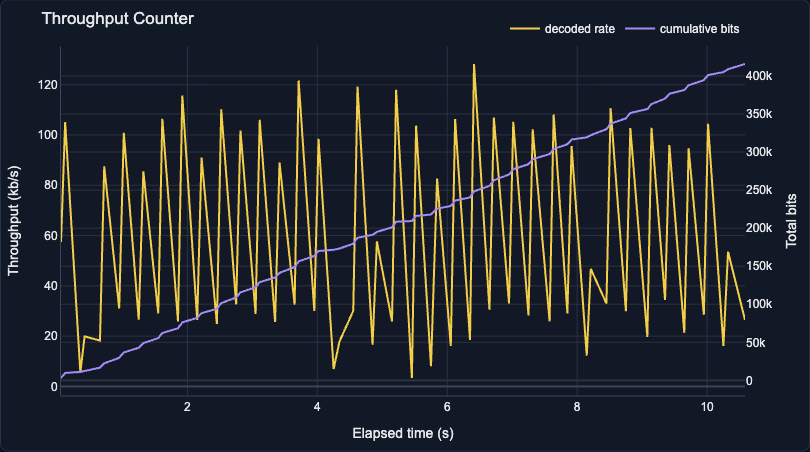 Throughput Counter
decoded rate
cumulative bits
Throughput (kb/s)
120
100
80
60
40
20
0
400k
350k
300k
250k
200k
150k
100k
50k
0
Total bits
2
4
6
8
10
Elapsed time (s)